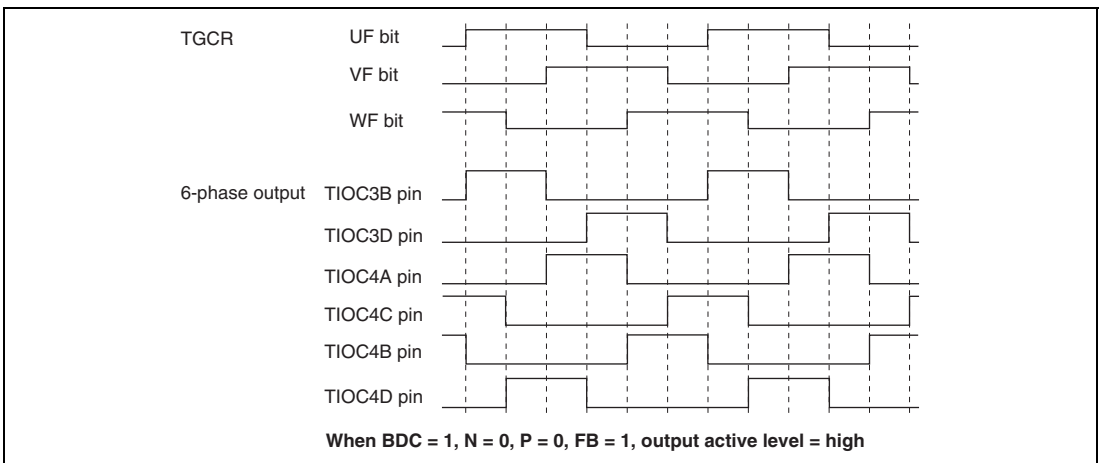 TGCR UF bit
VF bit
WF bit
6-phase output TIOC3B pin
TIOC3D pin
TIOC4A pin
TIOC4C pin
TIOC4B pin
TIOC4D pin
When BDC = 1, N = 0, P = 0, FB = 1, output active level = high